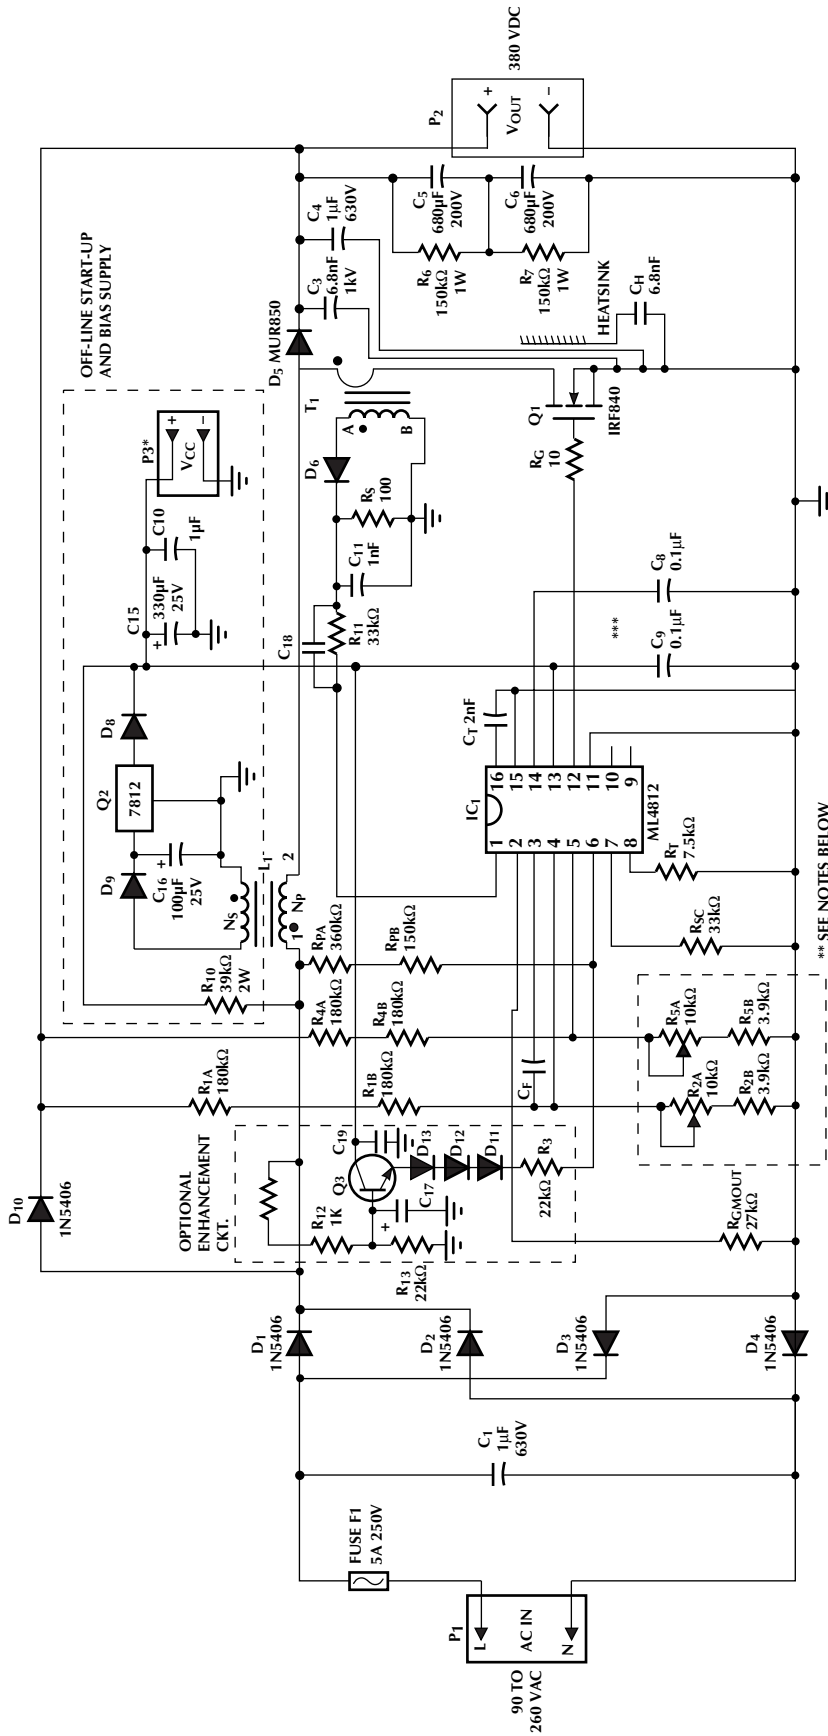 90 TO
260 VAC
P1
L
AC IN
N
FUSE F1
5A 250V
C1
1µF
630V
D1
1N5406
D2
1N5406
D3
1N5406
D4
1N5406
D10
1N5406
OPTIONAL
ENHANCEMENT
CKT.
R12
1K
R13
22kΩ
Q3
C17
+
C19
D13
D12
D11
R3
22kΩ
RGMOUT
27kΩ
R1A
180kΩ
R1B
180kΩ
CF
R2A
10kΩ
R2B
3.9kΩ
R4A
180kΩ
R4B
180kΩ
R5A
10kΩ
R5B
3.9kΩ
RPA
360kΩ
RPB
150kΩ
RSC
33kΩ
RT
7.5kΩ
** SEE NOTES BELOW
OFF-LINE START-UP
AND BIAS SUPPLY
R10
39kΩ
2W
D9
C16
100µF
25V
+
Q2
7812
D8
NS
L1
NP
1
2
C15
330µF
25V
+
C10
1µF
P3*
+
VCC
−
IC1
ML4812
1
2
3
4
5
6
7
8
16
15
14
13
12
11
10
9
CT 2nF
C18
R11
33kΩ
C11
1nF
RS
100
D6
A
B
T1
D5 MUR850
C9
0.1µF
C8
0.1µF
***
RG
10
Q1
IRF840
HEATSINK
CH
6.8nF
C3
6.8nF
1kV
C4
1µF
630V
R6
150kΩ
1W
R7
150kΩ
1W
C5
680µF
200V
C6
680µF
200V
P2
+
VOUT
−
380 VDC